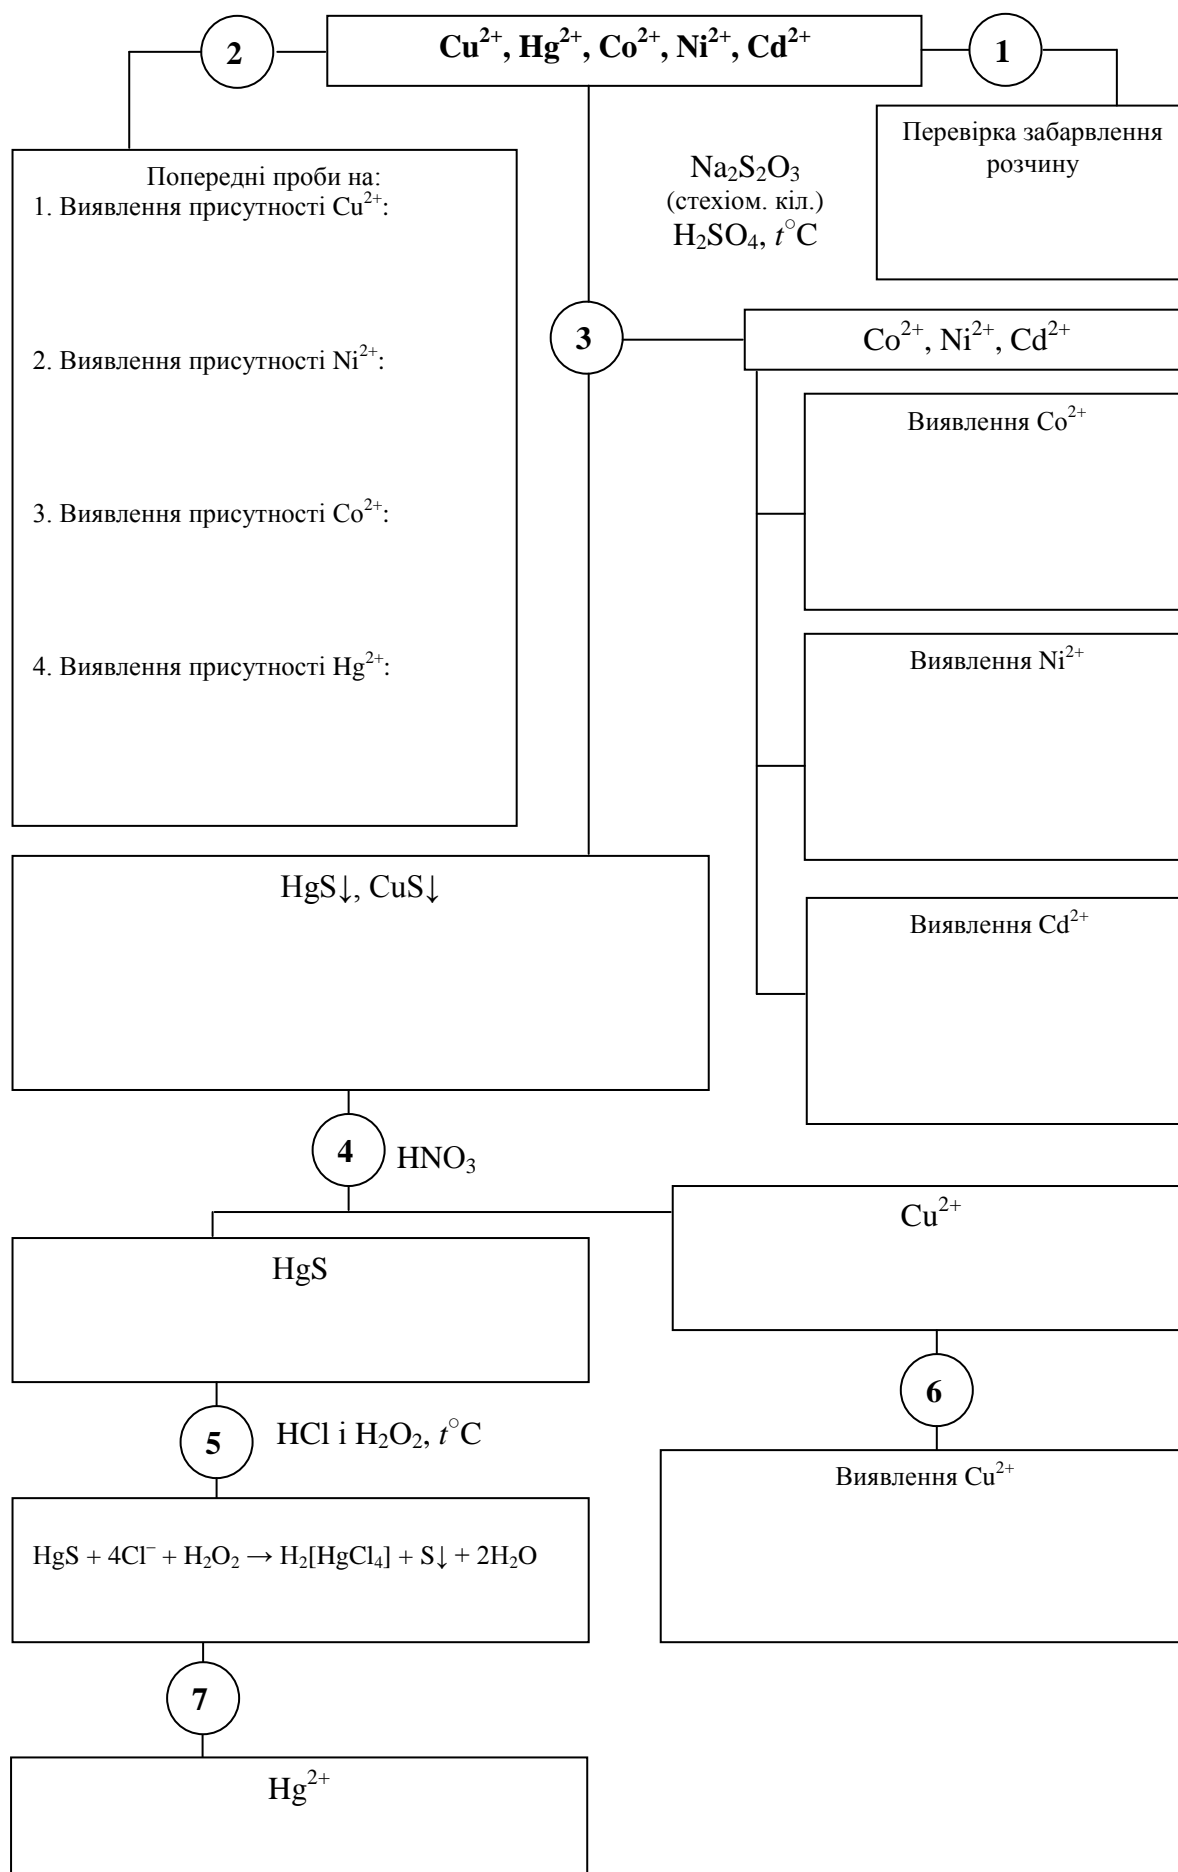 2
Cu²⁺, Hg²⁺, Co²⁺, Ni²⁺, Cd²⁺
1
Перевірка забарвлення
розчину
Попередні проби на:
1. Виявлення присутності Cu²⁺:
2. Виявлення присутності Ni²⁺:
3. Виявлення присутності Co²⁺:
4. Виявлення присутності Hg²⁺:
Na₂S₂O₃
(стехіом. кіл.)
H₂SO₄, t°C
3
Co²⁺, Ni²⁺, Cd²⁺
Виявлення Co²⁺
Виявлення Ni²⁺
Виявлення Cd²⁺
HgS↓, CuS↓
4
HNO₃
HgS
Cu²⁺
5
HCl і H₂O₂, t°C
6
Виявлення Cu²⁺
HgS + 4Cl⁻ + H₂O₂ → H₂[HgCl₄] + S↓ + 2H₂O
7
Hg²⁺